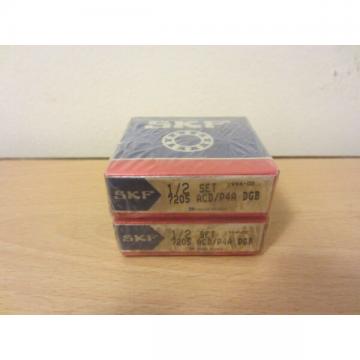 SKF
SKF
1/2 SET
7205 ACD/P4A DGB
SKF
1/2 SET
7205 ACD/P4A DGB